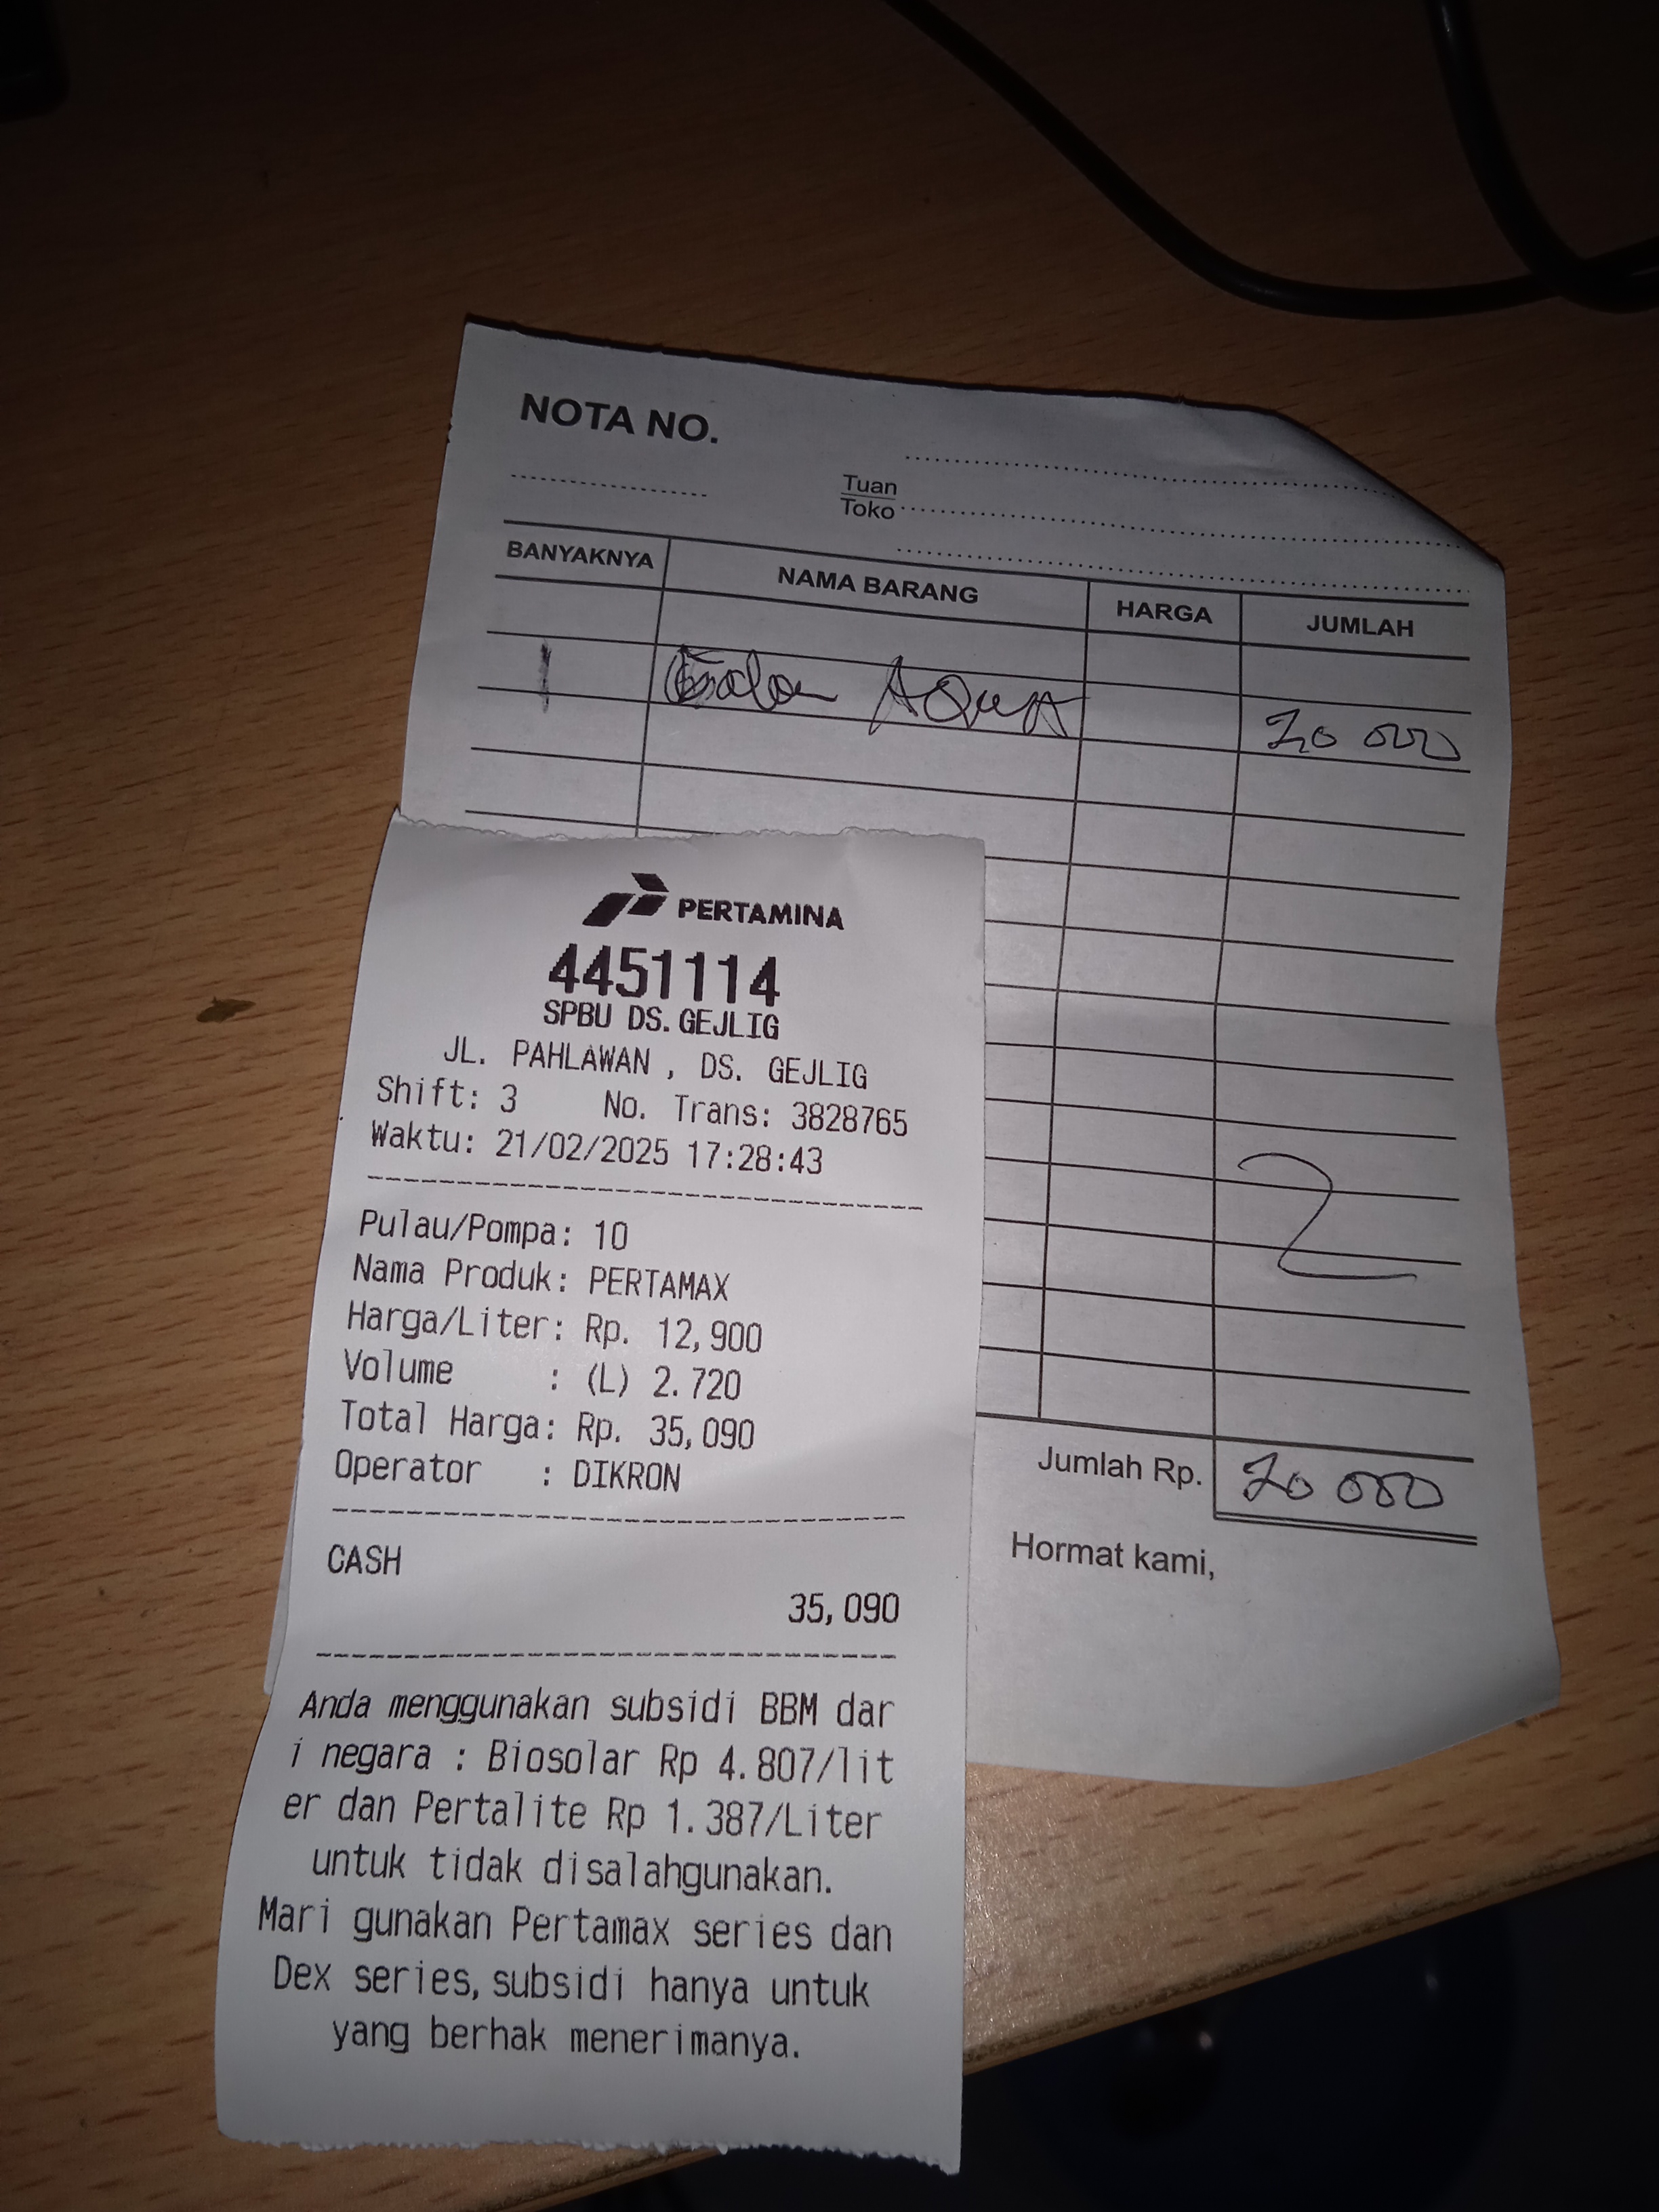 NOTA NO.
Tuan
Toko
BANYAKNYA NAMA BARANG HARGA JUMLAH
1 Galon AQUA 20 000
Jumlah Rp. 20 000
Hormat kami,
PERTAMINA
4451114
SPBU DS.GEJLIG
JL. PAHLAWAN , DS. GEJLIG
Shift: 3 No. Trans: 3828765
Waktu: 21/02/2025 17:28:43
Pulau/Pompa: 10
Nama Produk: PERTAMAX
Harga/Liter: Rp. 12,900
Volume : (L) 2.720
Total Harga: Rp. 35,090
Operator : DIKRON
CASH
35,090
Anda menggunakan subsidi BBM dar
i negara : Biosolar Rp 4.807/lit
er dan Pertalite Rp 1.387/Liter
untuk tidak disalahgunakan.
Mari gunakan Pertamax series dan
Dex series,subsidi hanya untuk
yang berhak menerimanya.